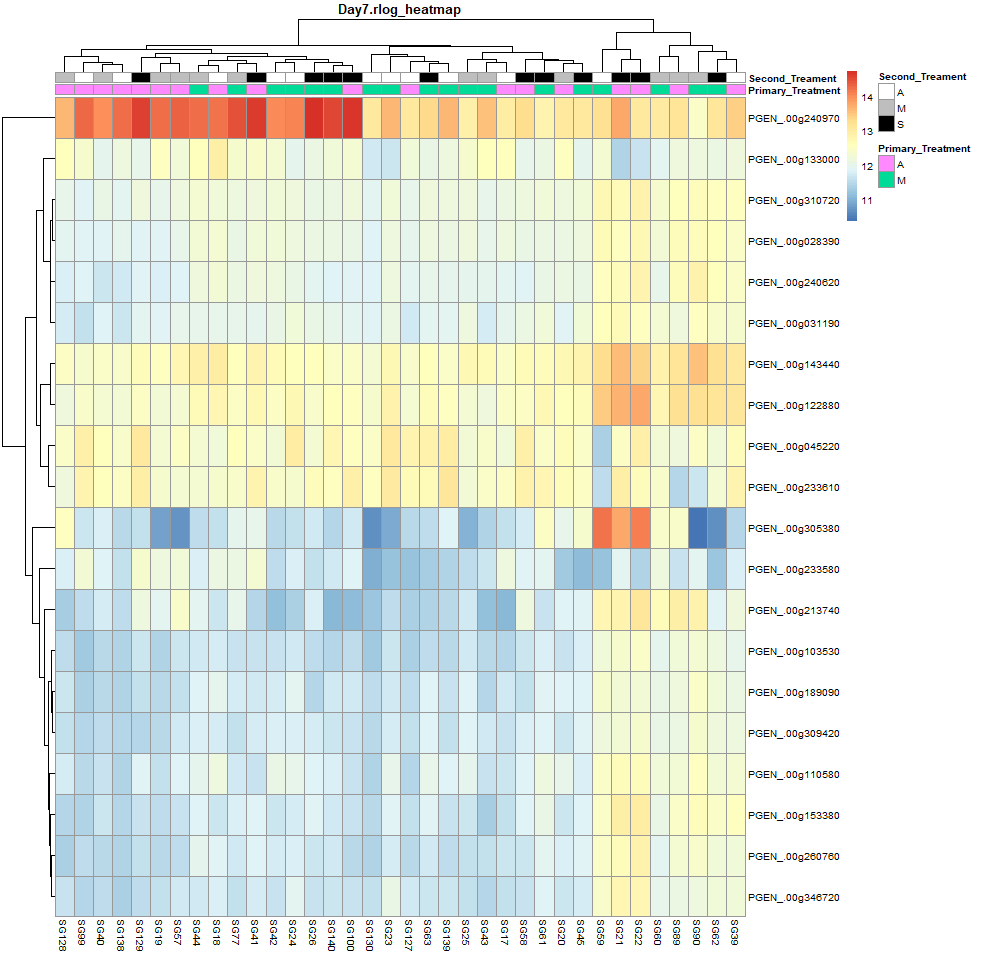 Day7.rlog_heatmap
Second_Treament
Primary_Treatment
PGEN_.00g240970
PGEN_.00g133000
PGEN_.00g310720
PGEN_.00g028390
PGEN_.00g240620
PGEN_.00g031190
PGEN_.00g143440
PGEN_.00g122880
PGEN_.00g045220
PGEN_.00g233610
PGEN_.00g305380
PGEN_.00g233580
PGEN_.00g213740
PGEN_.00g103530
PGEN_.00g189090
PGEN_.00g309420
PGEN_.00g110580
PGEN_.00g153380
PGEN_.00g260760
PGEN_.00g346720
14
13
12
11
Second_Treament
A
M
S
Primary_Treatment
A
M
SG128
SG99
SG40
SG138
SG129
SG19
SG57
SG44
SG18
SG77
SG41
SG42
SG24
SG26
SG140
SG100
SG130
SG23
SG127
SG63
SG139
SG25
SG43
SG17
SG58
SG61
SG20
SG45
SG59
SG21
SG22
SG60
SG89
SG90
SG62
SG39